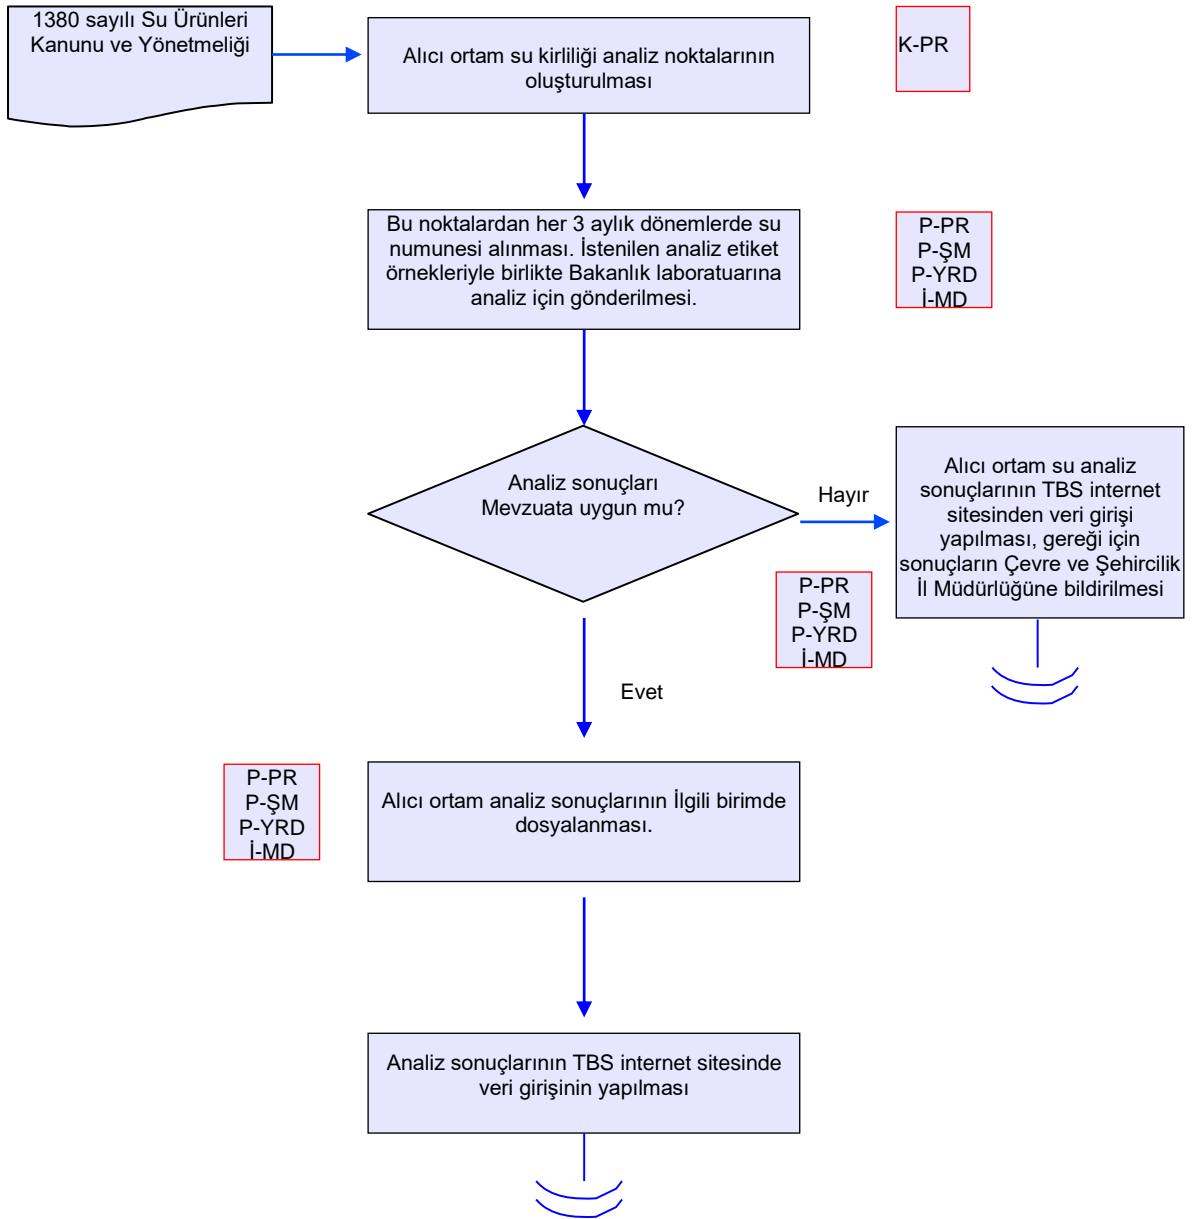 1380 sayılı Su Ürünleri
Kanunu ve Yönetmeliği
Alıcı ortam su kirliliği analiz noktalarının
oluşturulması
K-PR
Bu noktalardan her 3 aylık dönemlerde su
numunesi alınması. İstenilen analiz etiket
örnekleriyle birlikte Bakanlık laboratuarına
analiz için gönderilmesi.
P-PR
P-ŞM
P-YRD
İ-MD
Analiz sonuçları
Mevzuata uygun mu?
Hayır
Alıcı ortam su analiz
sonuçlarının TBS internet
sitesinden veri girişi
yapılması, gereği için
sonuçların Çevre ve Şehircilik
İl Müdürlüğüne bildirilmesi
P-PR
P-ŞM
P-YRD
İ-MD
Evet
P-PR
P-ŞM
P-YRD
İ-MD
Alıcı ortam analiz sonuçlarının İlgili birimde
dosyalanması.
Analiz sonuçlarının TBS internet sitesinde
veri girişinin yapılması